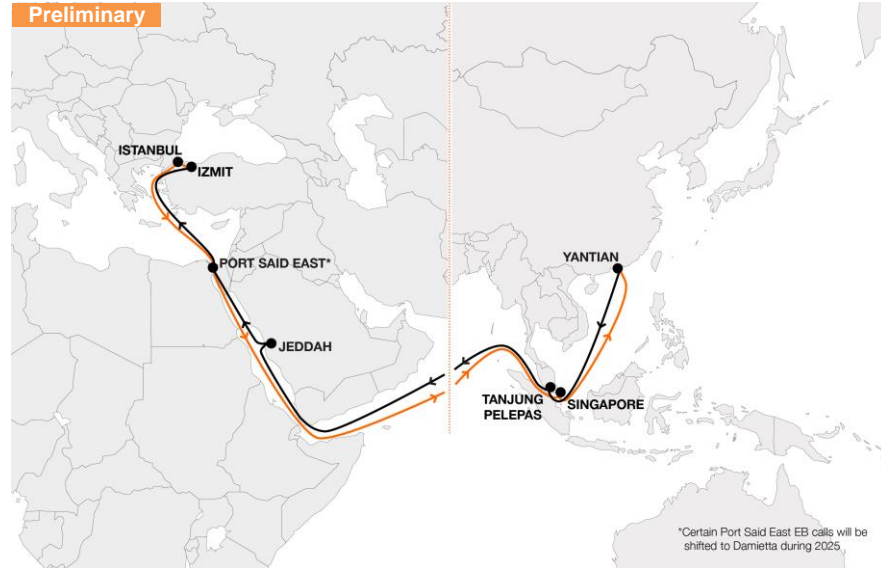 Preliminary
ISTANBUL
IZMIT
PORT SAID EAST*
JEDDAH
YANTIAN
TANJUNG
PELEPAS
SINGAPORE
*Certain Port Said East EB calls will be
shifted to Damietta during 2025